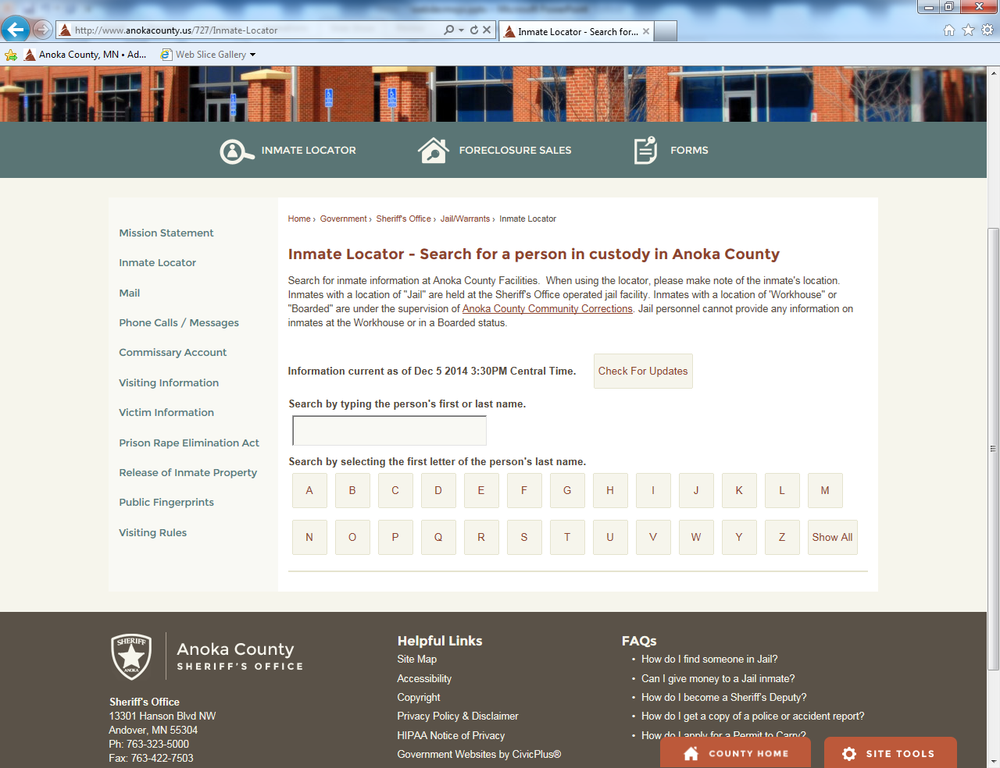 http://www.anokacounty.us/727/Inmate-Locator
Inmate Locator - Search for...
Anoka County, MN • Ad...
Web Slice Gallery
INMATE LOCATOR
FORECLOSURE SALES
FORMS
Mission Statement
Inmate Locator
Mail
Phone Calls / Messages
Commissary Account
Visiting Information
Victim Information
Prison Rape Elimination Act
Release of Inmate Property
Public Fingerprints
Visiting Rules
Home › Government › Sheriff's Office › Jail/Warrants › Inmate Locator
Inmate Locator - Search for a person in custody in Anoka County
Search for inmate information at Anoka County Facilities. When using the locator, please make note of the inmate's location.
Inmates with a location of "Jail" are held at the Sheriff's Office operated jail facility. Inmates with a location of 'Workhouse" or
"Boarded" are under the supervision of Anoka County Community Corrections. Jail personnel cannot provide any information on
inmates at the Workhouse or in a Boarded status.
Information current as of Dec 5 2014 3:30PM Central Time.
Check For Updates
Search by typing the person's first or last name.
Search by selecting the first letter of the person's last name.
A B C D E F G H I J K L M
N O P Q R S T U V W Y Z Show All
SHERIFF
ANOKA
Anoka County
SHERIFF'S OFFICE
Sheriff's Office
13301 Hanson Blvd NW
Andover, MN 55304
Ph: 763-323-5000
Fax: 763-422-7503
Helpful Links
Site Map
Accessibility
Copyright
Privacy Policy & Disclaimer
HIPAA Notice of Privacy
Government Websites by CivicPlus®
FAQs
• How do I find someone in Jail?
• Can I give money to a Jail inmate?
• How do I become a Sheriff's Deputy?
• How do I get a copy of a police or accident report?
• How do I apply for a Permit to Carry?
COUNTY HOME
SITE TOOLS